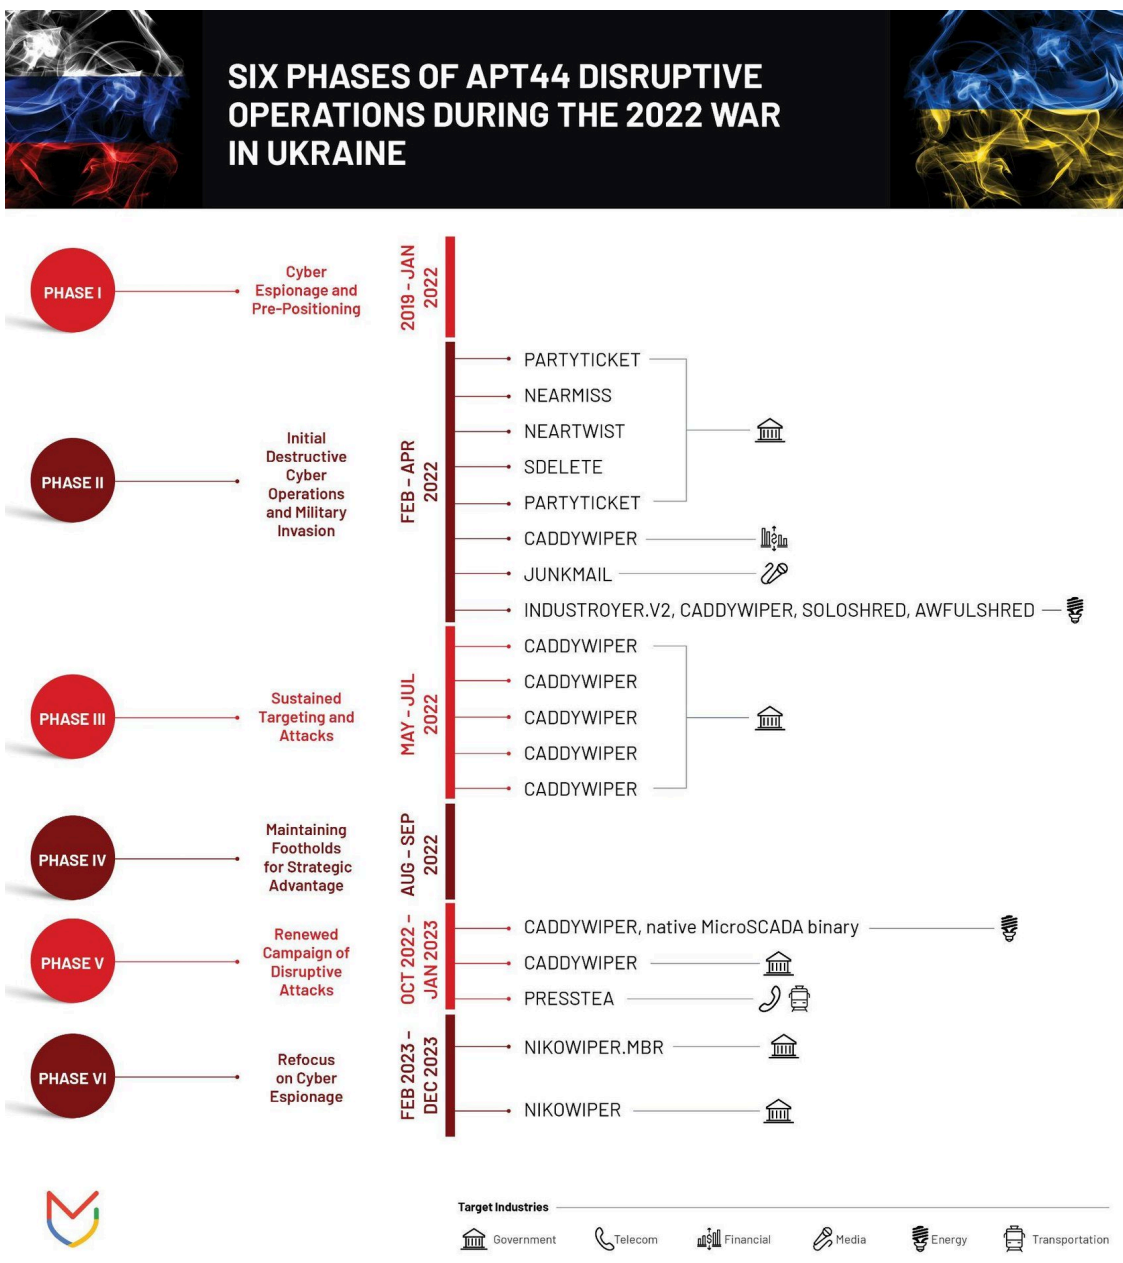 SIX PHASES OF APT44 DISRUPTIVE
OPERATIONS DURING THE 2022 WAR
IN UKRAINE
PHASE I
Cyber
Espionage and
Pre-Positioning
2019 – JAN
2022
PHASE II
Initial
Destructive
Cyber
Operations
and Military
Invasion
FEB – APR
2022
PARTYTICKET
NEARMISS
NEARTWIST
SDELETE
PARTYTICKET
CADDYWIPER
JUNKMAIL
INDUSTROYER.V2, CADDYWIPER, SOLOSHRED, AWFULSHRED
PHASE III
Sustained
Targeting and
Attacks
MAY – JUL
2022
CADDYWIPER
CADDYWIPER
CADDYWIPER
CADDYWIPER
CADDYWIPER
PHASE IV
Maintaining
Footholds
for Strategic
Advantage
AUG – SEP
2022
PHASE V
Renewed
Campaign of
Disruptive
Attacks
OCT 2022 –
JAN 2023
CADDYWIPER, native MicroSCADA binary
CADDYWIPER
PRESSTEA
PHASE VI
Refocus
on Cyber
Espionage
FEB 2023 –
DEC 2023
NIKOWIPER.MBR
NIKOWIPER
Target Industries
Government Telecom Financial Media Energy Transportation